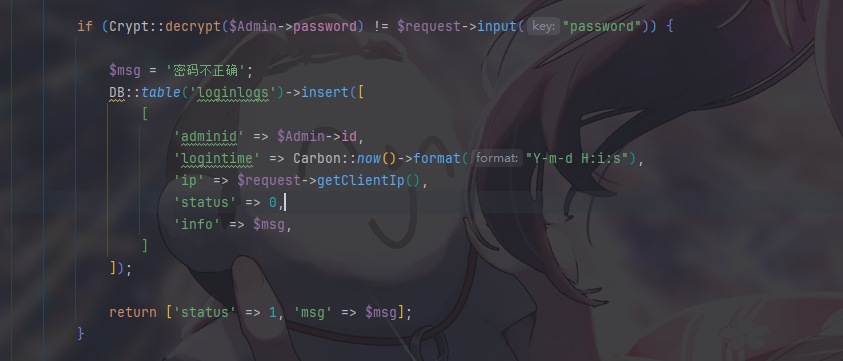 if (Crypt::decrypt($Admin->password) != $request->input( key: "password")) {
$msg = '密码不正确';
DB::table('loginlogs')->insert([
[
'adminid' => $Admin->id,
'logintime' => Carbon::now()->format( format: "Y-m-d H:i:s"),
'ip' => $request->getClientIp(),
'status' => 0,
'info' => $msg,
]
]);
return ['status' => 1, 'msg' => $msg];
}